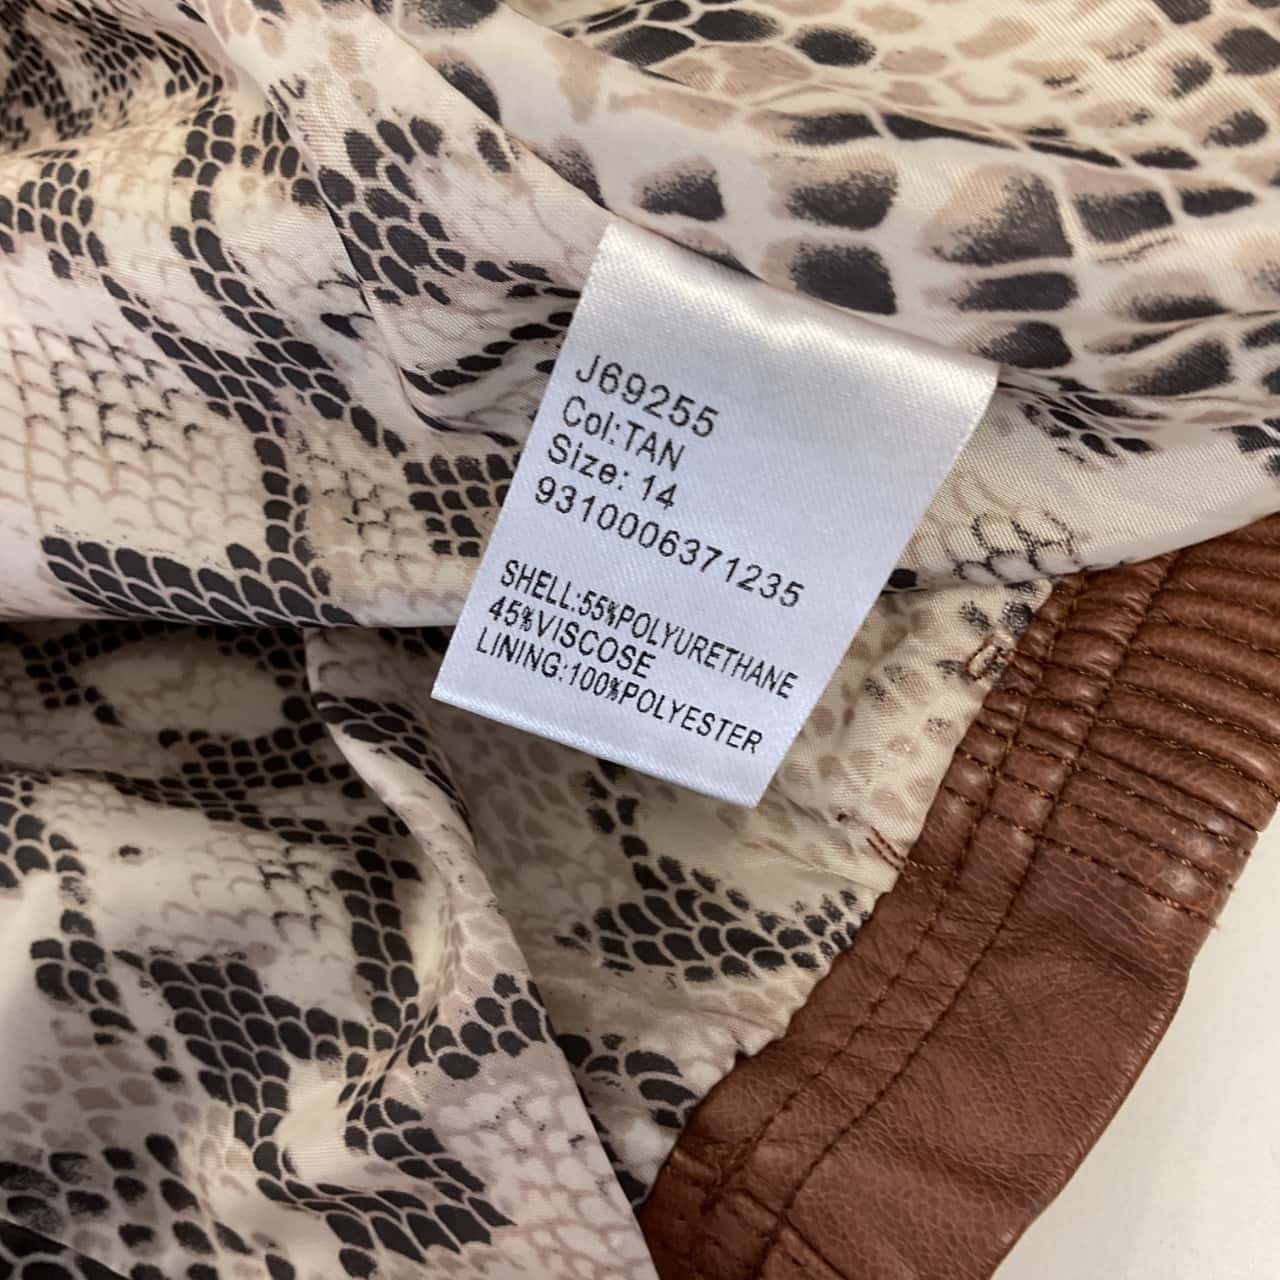 J69255
Col:TAN
Size: 14
9310006371235
SHELL:55%POLYURETHANE
45%VISCOSE
LINING:100%POLYESTER